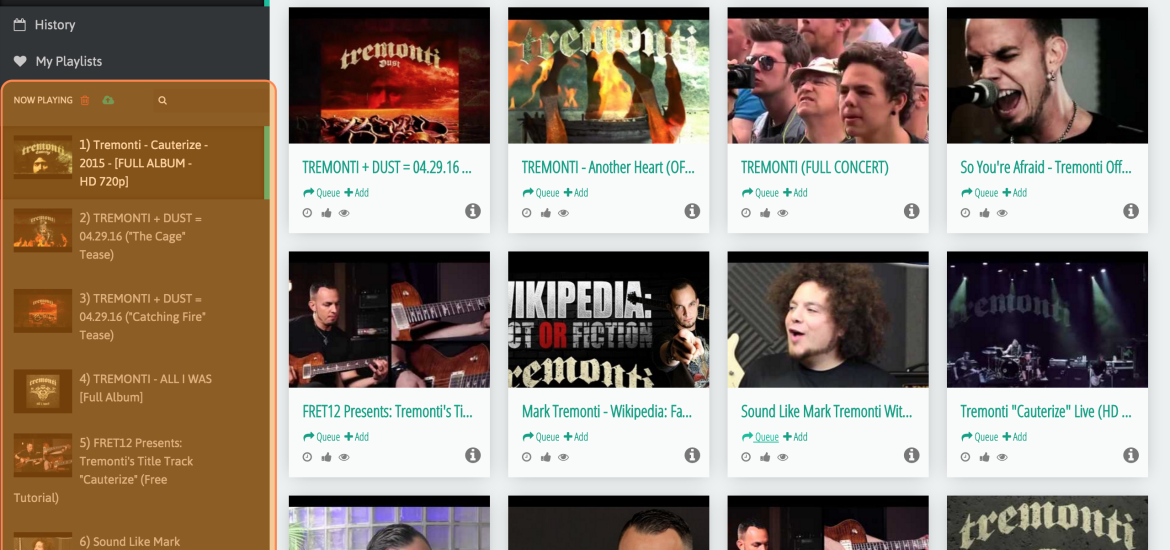 History
My Playlists
NOW PLAYING
1) Tremonti - Cauterize -
2015 - [FULL ALBUM -
HD 720p]
2) TREMONTI + DUST =
04.29.16 ("The Cage"
Tease)
3) TREMONTI + DUST =
04.29.16 ("Catching Fire"
Tease)
4) TREMONTI - ALL I WAS
[Full Album]
5) FRET12 Presents:
Tremonti's Title Track
"Cauterize" (Free
Tutorial)
6) Sound Like Mark
tremonti
Dust
TREMONTI + DUST = 04.29.16 ...
Queue Add
tremonti
TREMONTI - Another Heart (OF...
Queue Add
TREMONTI (FULL CONCERT)
Queue Add
So You're Afraid - Tremonti Off...
Queue Add
FRET12 Presents: Tremonti's Ti...
Queue Add
WIKIPEDIA:
CT OR FICTION
tremonti
Mark Tremonti - Wikipedia: Fa...
Queue Add
Sound Like Mark Tremonti Wit...
Queue Add
TREMONTI
Tremonti "Cauterize" Live (HD ...
Queue Add
tremonti